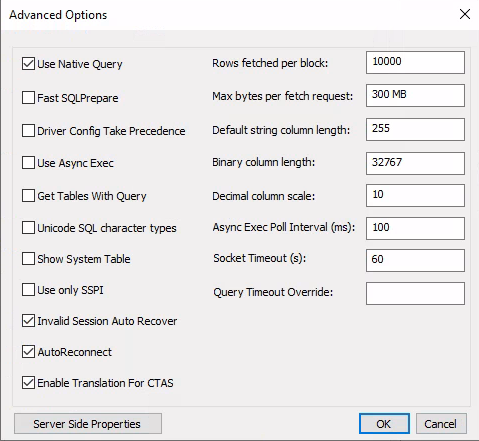 Advanced Options
Use Native Query Rows fetched per block: 10000
Fast SQLPrepare Max bytes per fetch request: 300 MB
Driver Config Take Precedence Default string column length: 255
Use Async Exec Binary column length: 32767
Get Tables With Query Decimal column scale: 10
Unicode SQL character types Async Exec Poll Interval (ms): 100
Show System Table Socket Timeout (s): 60
Use only SSPI Query Timeout Override:
Invalid Session Auto Recover
AutoReconnect
Enable Translation For CTAS
Server Side Properties OK Cancel